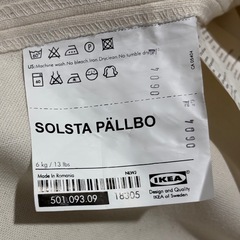 US: Machine wash. No bleach. Iron. Dry clean. No tumble dry
SOLSTA PÄLLBO
0604
0604
6 kg / 13 lbs
Made in Romania
501.093.09
18305
IKEA
Design and Quality
IKEA of Sweden